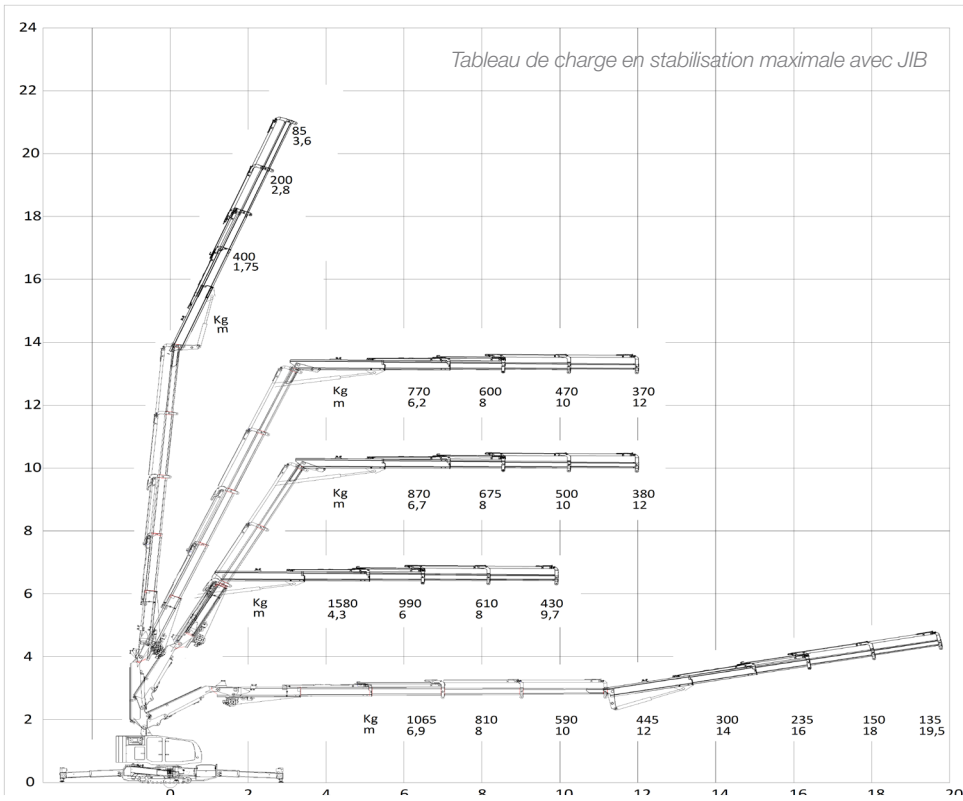 24
Tableau de charge en stabilisation maximale avec JIB
22
20
85
3,6
200
2,8
18
400
1,75
16
Kg
m
14
12
Kg 770 600 470 370
m 6,2 8 10 12
10
Kg 870 675 500 380
m 6,7 8 10 12
8
6
Kg 1580 990 610 430
m 4,3 6 8 9,7
4
2
Kg 1065 810 590 445 300 235 150 135
m 6,9 8 10 12 14 16 18 19,5
0
0 2 4 6 8 10 12 14 16 18 20